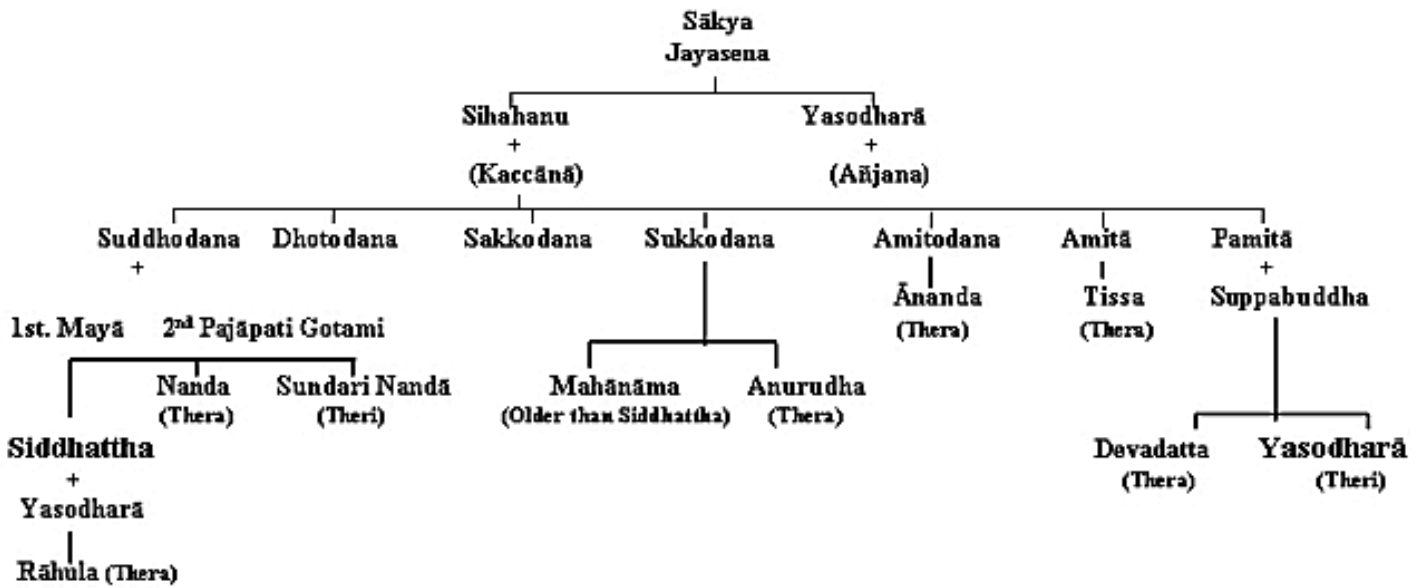 Sākya
Jayasena
Sihahanu Yasodharā
+ +
(Kaccānā) (Añjana)
Suddhodana Dhotodana Sakkodana Sukkodana Amitodana Amitā Pamitā
+ +
Ānanda Tissa Suppabuddha
(Thera) (Thera)
1st. Mayā 2nd Pajāpati Gotami
Nanda Sundari Nandā Mahānāma Anurudha
(Thera) (Theri) (Older than Siddhattha) (Thera)
Siddhattha Devadatta Yasodharā
+ (Thera) (Theri)
Yasodharā
Rāhula (Thera)